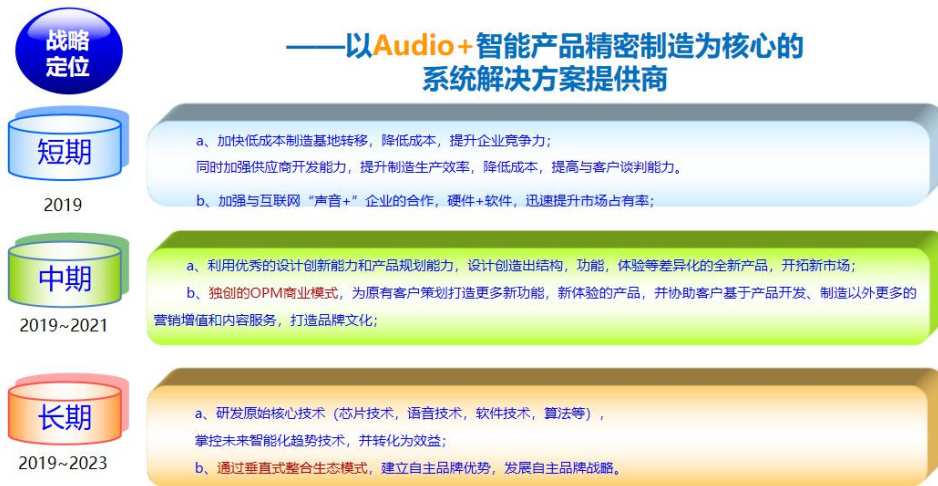 战略
定位
——以Audio+智能产品精密制造为核心的
系统解决方案提供商
短期
2019
a、加快低成本制造基地转移，降低成本，提升企业竞争力；
同时加强供应商开发能力，提升制造生产效率，降低成本，提高与客户谈判能力。
b、加强与互联网“声音+”企业的合作，硬件+软件，迅速提升市场占有率；
中期
2019~2021
a、利用优秀的设计创新能力和产品规划能力，设计创造出结构，功能，体验等差异化的全新产品，开拓新市场；
b、独创的OPM商业模式，为原有客户策划打造更多新功能，新体验的产品，并协助客户基于产品开发、制造以外更多的
营销增值和内容服务，打造品牌文化；
长期
2019~2023
a、研发原始核心技术（芯片技术，语音技术，软件技术，算法等），
掌控未来智能化趋势技术，并转化为效益；
b、通过垂直式整合生态模式，建立自主品牌优势，发展自主品牌战略。